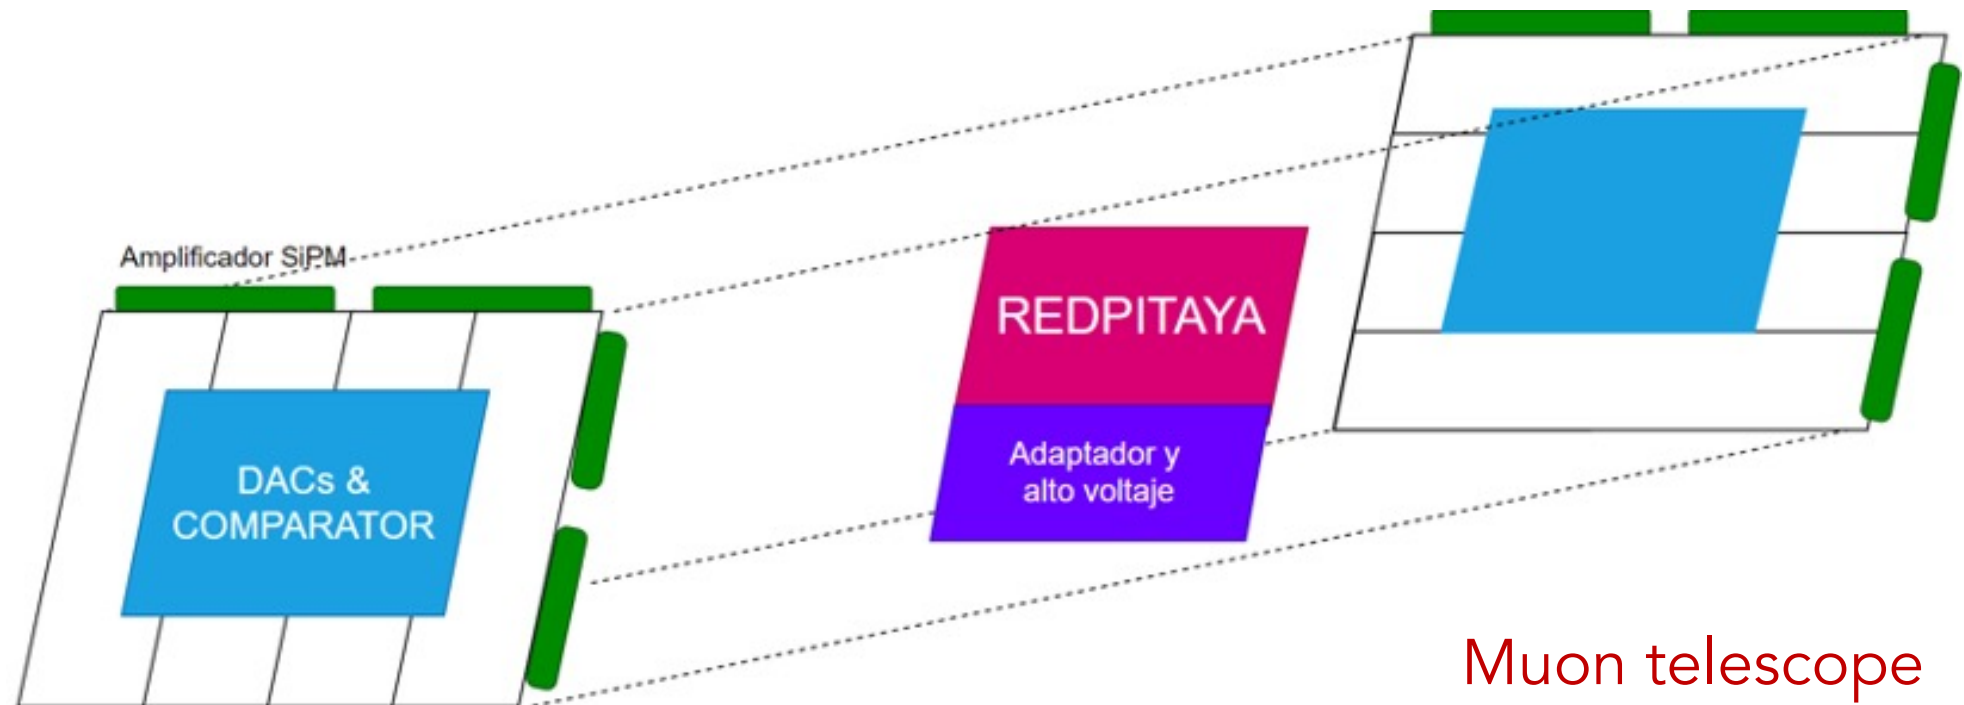 Amplificador SiPM
DACs &
COMPARATOR
REDPITAYA
Adaptador y
alto voltaje
Muon telescope